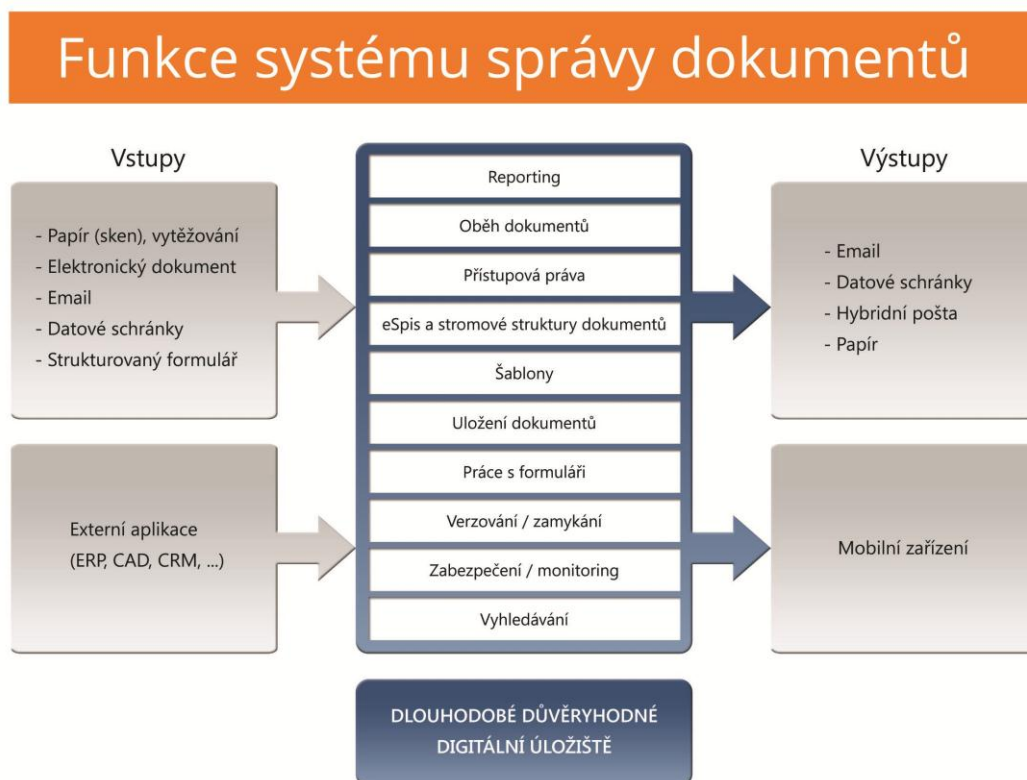 Funkce systému správy dokumentů
Vstupy
- Papír (sken), vytěžování
- Elektronický dokument
- Email
- Datové schránky
- Strukturovaný formulář
Externí aplikace
(ERP, CAD, CRM, ...)
Reporting
Oběh dokumentů
Přístupová práva
eSpis a stromové struktury dokumentů
Šablony
Uložení dokumentů
Práce s formuláři
Verzování / zamykání
Zabezpečení / monitoring
Vyhledávání
DLOUHODOBÉ DŮVĚRYHODNÉ
DIGITÁLNÍ ÚLOŽIŠTĚ
Výstupy
- Email
- Datové schránky
- Hybridní pošta
- Papír
Mobilní zařízení